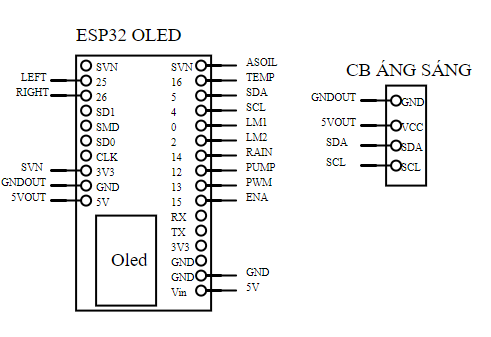 ESP32 OLED
SVN SVN ASOIL
LEFT 25 16 TEMP
RIGHT 26 5 SDA
SD1 4 SCL
SMD 0 LM1
SD0 2 LM2
CLK 14 RAIN
SVN 3V3 12 PUMP
GNDOUT GND 13 PWM
5VOUT 5V 15 ENA
RX
TX
3V3
Oled GND
GND GND
Vin 5V
CB ÁNG SÁNG
GNDOUT GND
5VOUT VCC
SDA SDA
SCL SCL